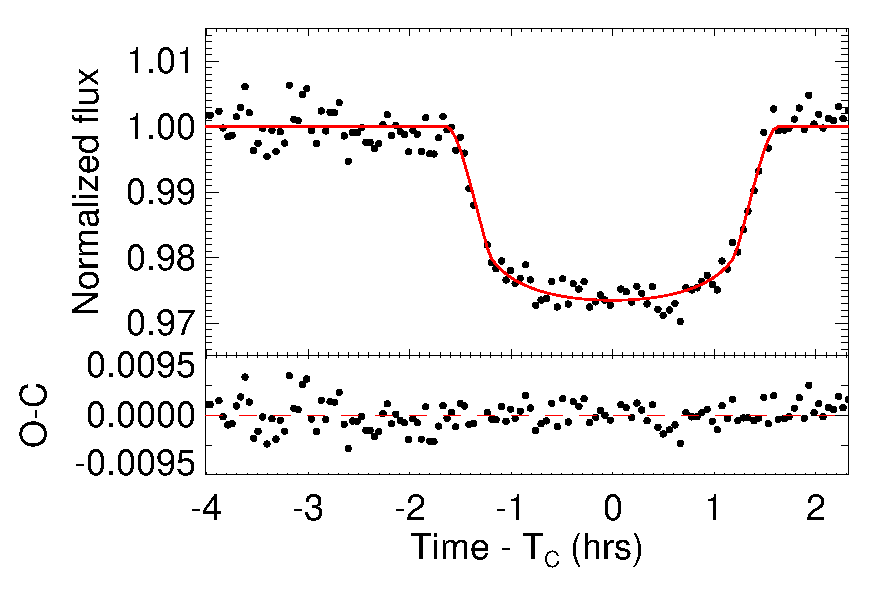 Normalized flux
1.01
1.00
0.99
0.98
0.97
O-C
0.0095
0.0000
-0.0095
-4 -3 -2 -1 0 1 2
Time - T_C (hrs)